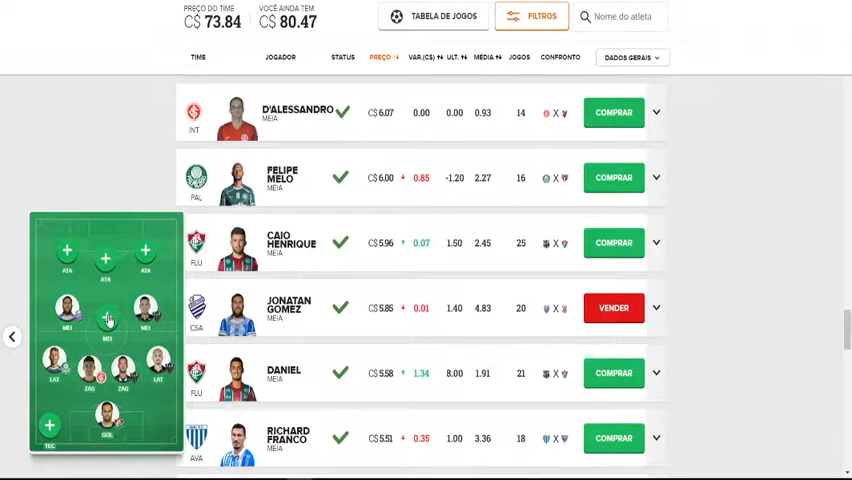 PREÇO DO TIME
C$ 73.84
VOCÊ AINDA TEM
C$ 80.47
TABELA DE JOGOS
FILTROS
Nome do atleta
TIME JOGADOR STATUS PREÇO VAR.(C$) ULT. MÉDIA JOGOS CONFRONTO DADOS GERAIS
INT D'ALESSANDRO MEIA C$ 6.07 0.00 0.00 0.93 14 X COMPRAR
PAL FELIPE MELO MEIA C$ 6.00 0.85 -1.20 2.27 16 X COMPRAR
FLU CAIO HENRIQUE MEIA C$ 5.96 0.07 1.50 2.45 25 X COMPRAR
CSA JONATAN GOMEZ MEIA C$ 5.85 0.01 1.40 4.83 20 X VENDER
FLU DANIEL MEIA C$ 5.58 1.34 8.00 1.91 21 X COMPRAR
AVA RICHARD FRANCO MEIA C$ 5.51 0.35 1.00 3.36 18 X COMPRAR
ATA ATA ATA
MEI MEI MEI
LAT ZAG ZAG LAT
GOL
TEC